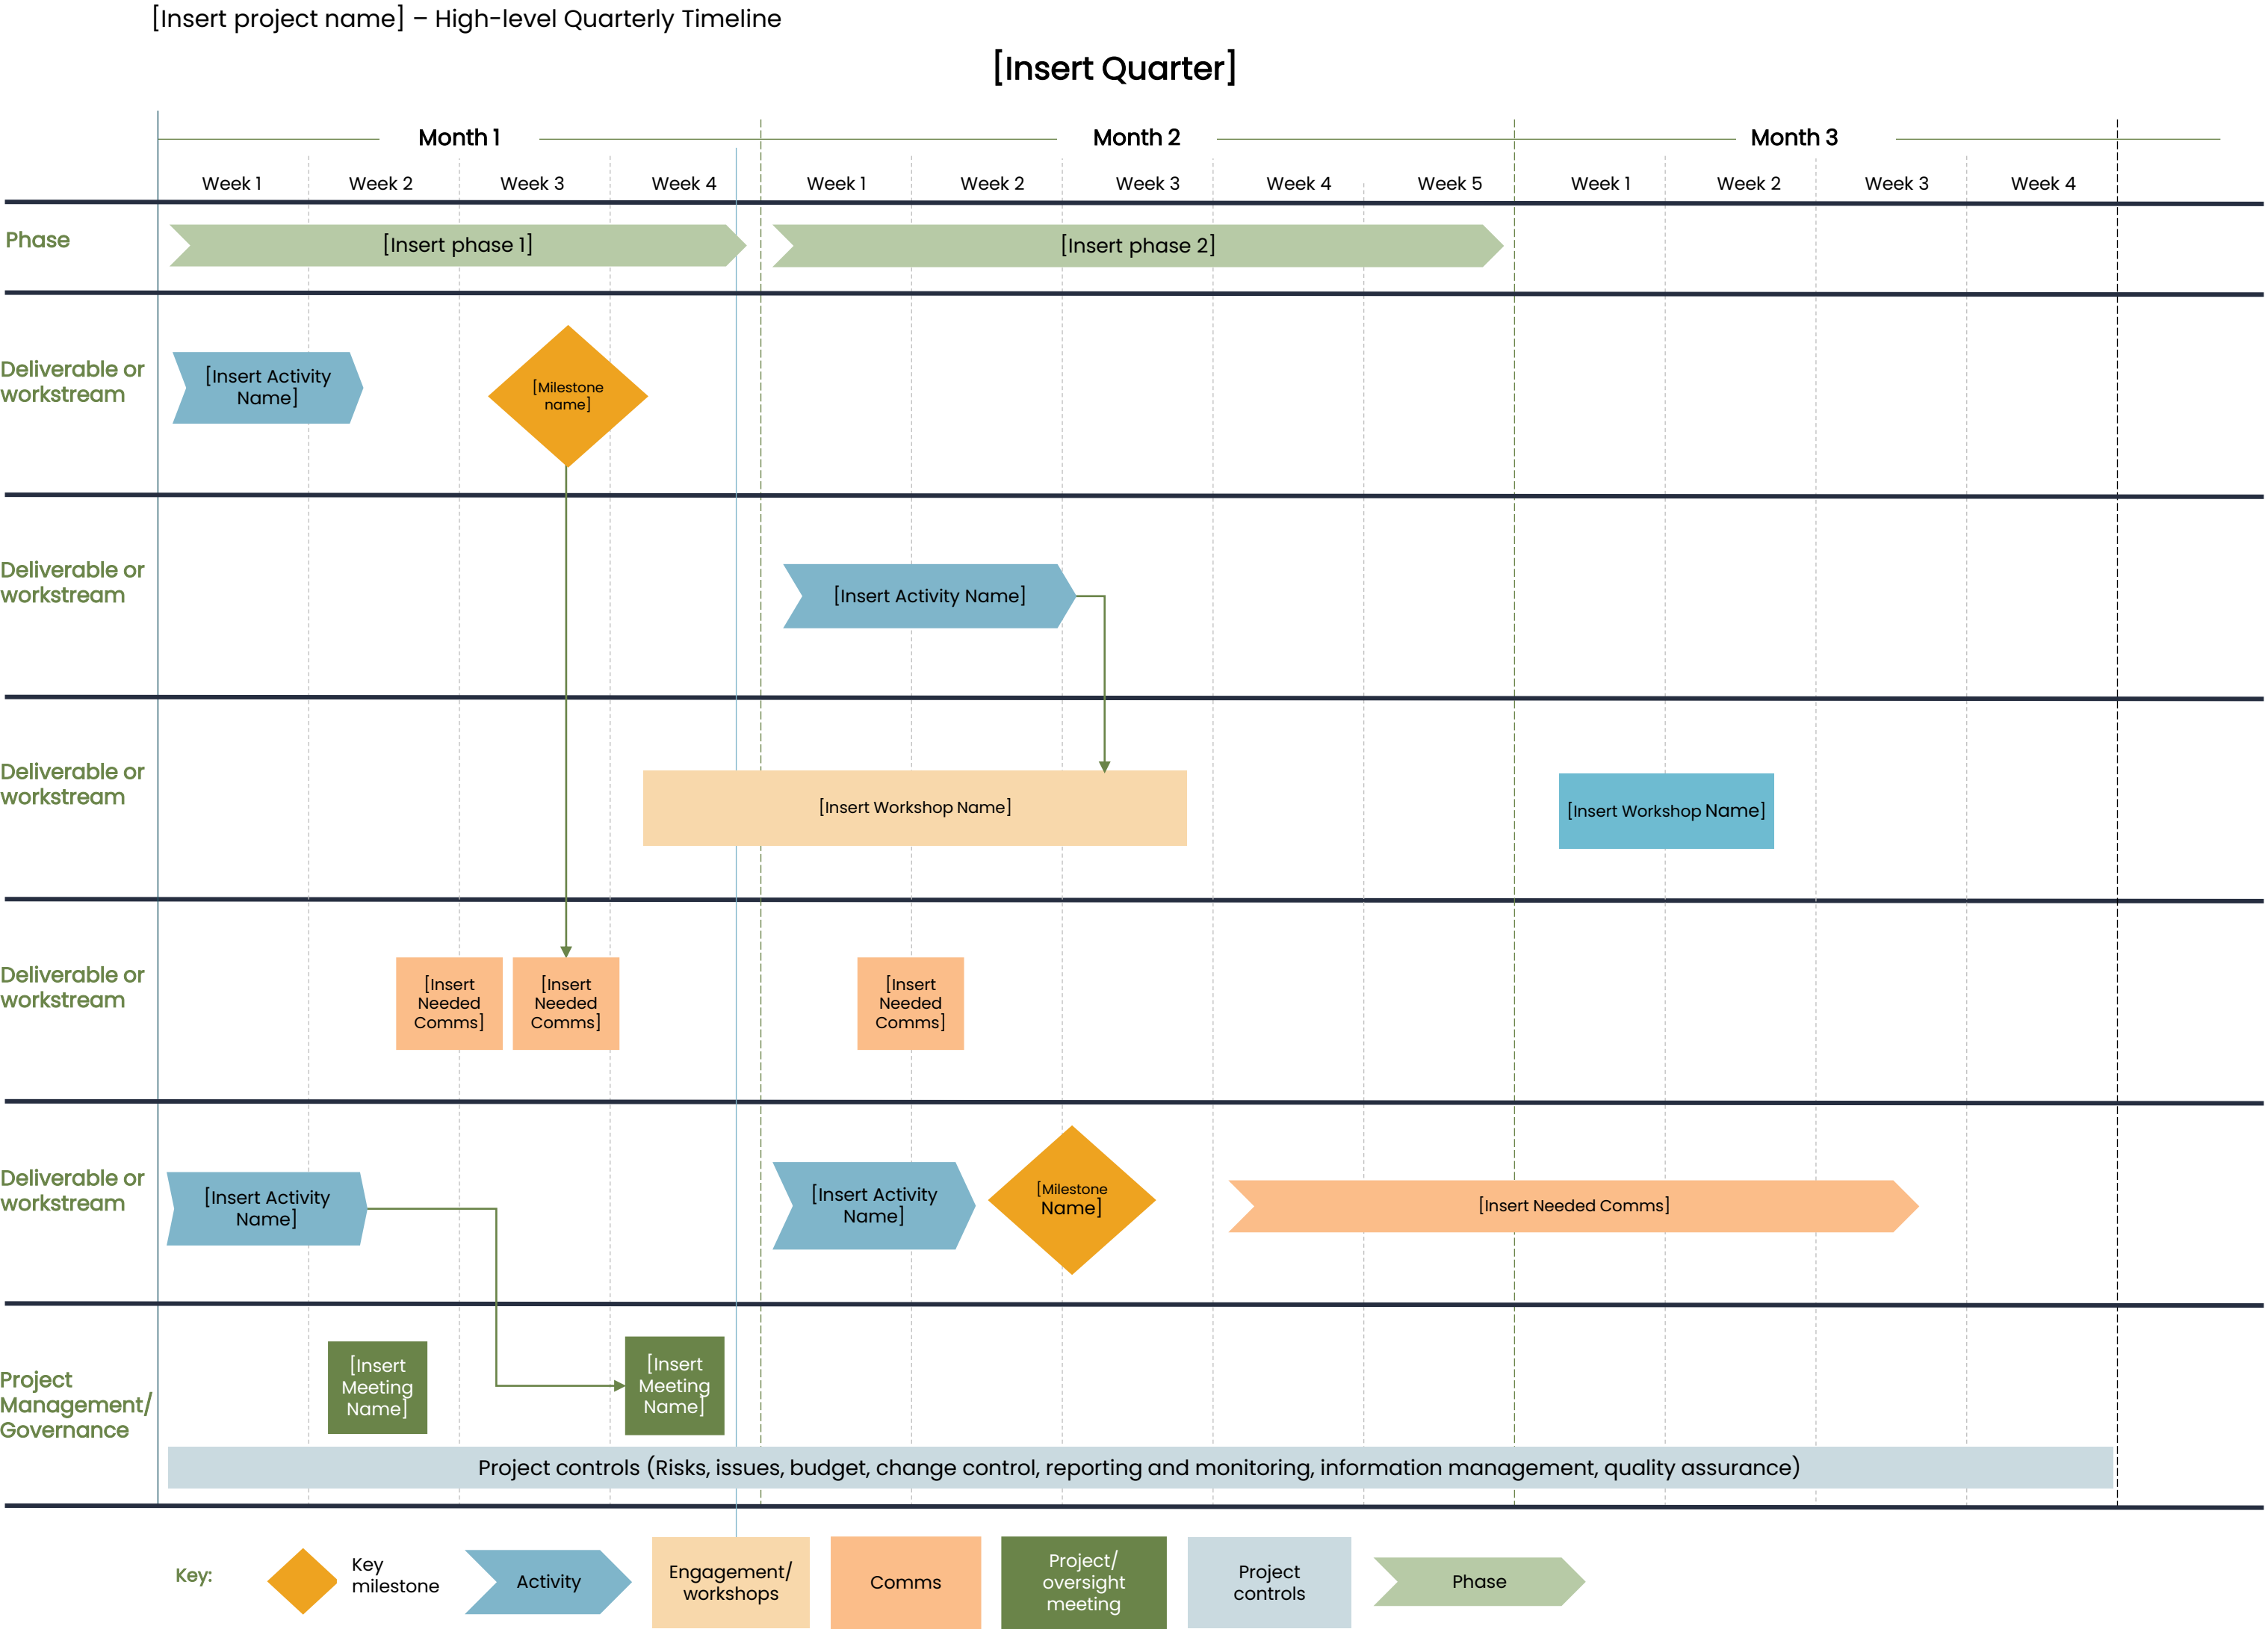 [Insert project name] – High-level Quarterly Timeline
[Insert Quarter]
Month 1
Month 2
Month 3
Week 1
Week 2
Week 3
Week 4
Week 1
Week 2
Week 3
Week 4
Week 5
Week 1
Week 2
Week 3
Week 4
Phase
[Insert phase 1]
[Insert phase 2]
Deliverable or
workstream
[Insert Activity
Name]
[Milestone
name]
Deliverable or
workstream
[Insert Activity Name]
Deliverable or
workstream
[Insert Workshop Name]
[Insert Workshop Name]
Deliverable or
workstream
[Insert
Needed
Comms]
[Insert
Needed
Comms]
[Insert
Needed
Comms]
Deliverable or
workstream
[Insert Activity
Name]
[Insert Activity
Name]
[Milestone
Name]
[Insert Needed Comms]
Project
Management/
Governance
[Insert
Meeting
Name]
[Insert
Meeting
Name]
Project controls (Risks, issues, budget, change control, reporting and monitoring, information management, quality assurance)
Key:
Key
milestone
Activity
Engagement/
workshops
Comms
Project/
oversight
meeting
Project
controls
Phase